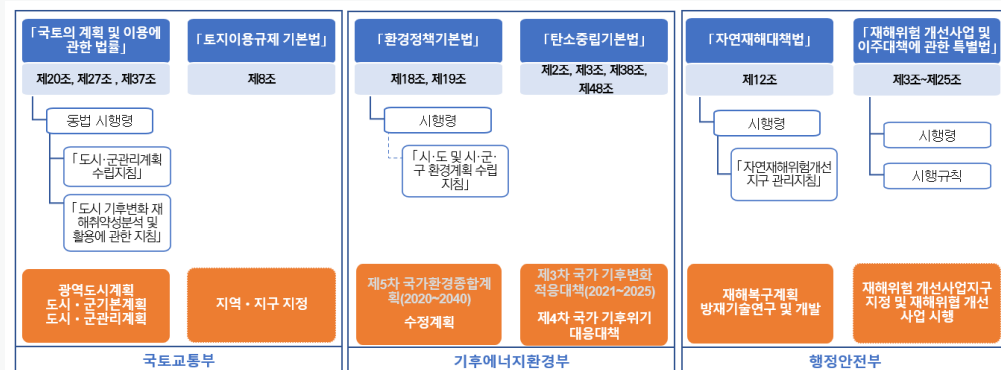 「국토의 계획 및 이용에
관한 법률」
제20조, 제27조 , 제37조
동법 시행령
「도시·군관리계획
수립지침」
「도시 기후변화 재
해취약성분석 및
활용에 관한 지침」
광역도시계획
도시・군기본계획
도시・군관리계획
「토지이용규제 기본법」
제8조
지역・지구 지정
국토교통부
「환경정책기본법」
제18조, 제19조
시행령
「시·도 및 시·군·
구 환경계획 수립
지침」
제5차 국가환경종합계
획(2020~2040)
수정계획
「탄소중립기본법」
제2조, 제3조, 제38조,
제48조
제3차 국가 기후변화
적응대책(2021~2025)
제4차 국가 기후위기
대응대책
기후에너지환경부
「자연재해대책법」
제12조
시행령
「자연재해위험개선
지구 관리지침」
재해복구계획
방재기술연구 및 개발
「재해위험 개선사업 및
이주대책에 관한 특별법」
제3조~제25조
시행령
시행규칙
재해위험 개선사업지구
지정 및 재해위협 개선
사업 시행
행정안전부